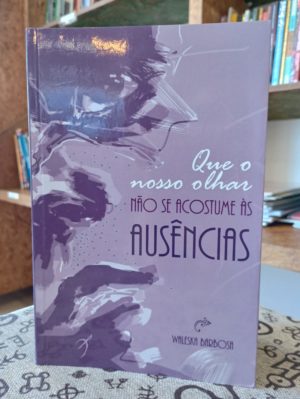 Que o
nosso olhar
NÃO SE ACOSTUME ÀS
AUSÊNCIAS
WALESKA BARBOSA